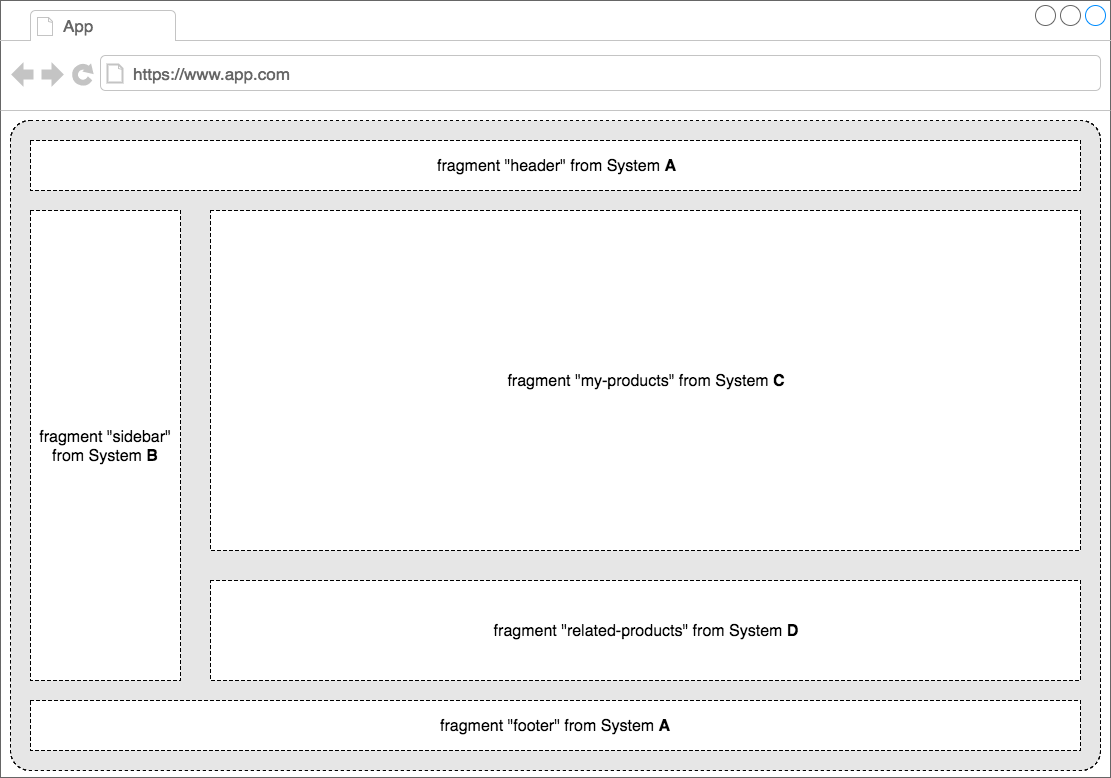 App
https://www.app.com
fragment "header" from System A
fragment "my-products" from System C
fragment "sidebar"
from System B
fragment "related-products" from System D
fragment "footer" from System A